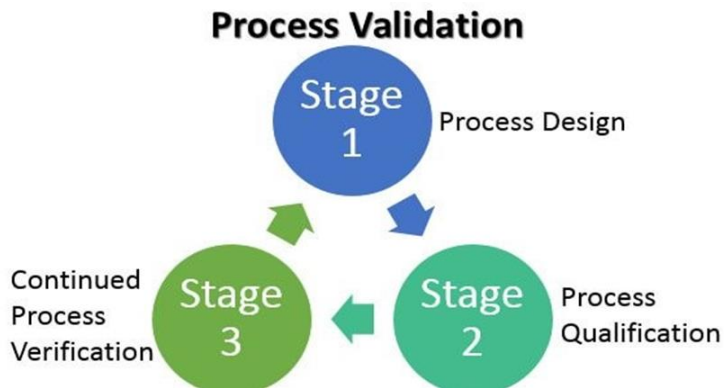 Process Validation
Stage
1
Process Design
Stage
2
Process
Qualification
Stage
3
Continued
Process
Verification